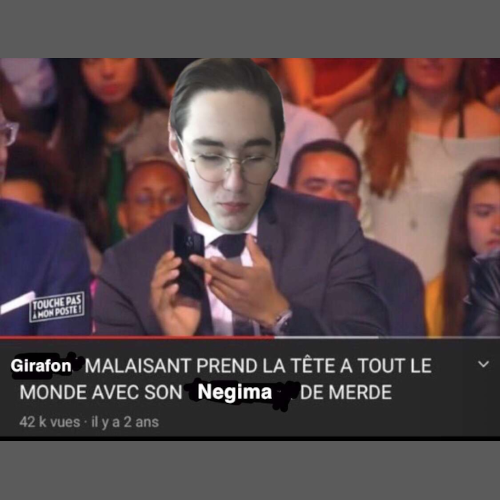 TOUCHE PAS
À MON POSTE !
Girafon MALAISANT PREND LA TÊTE A TOUT LE
MONDE AVEC SON Negima DE MERDE
42 k vues · il y a 2 ans